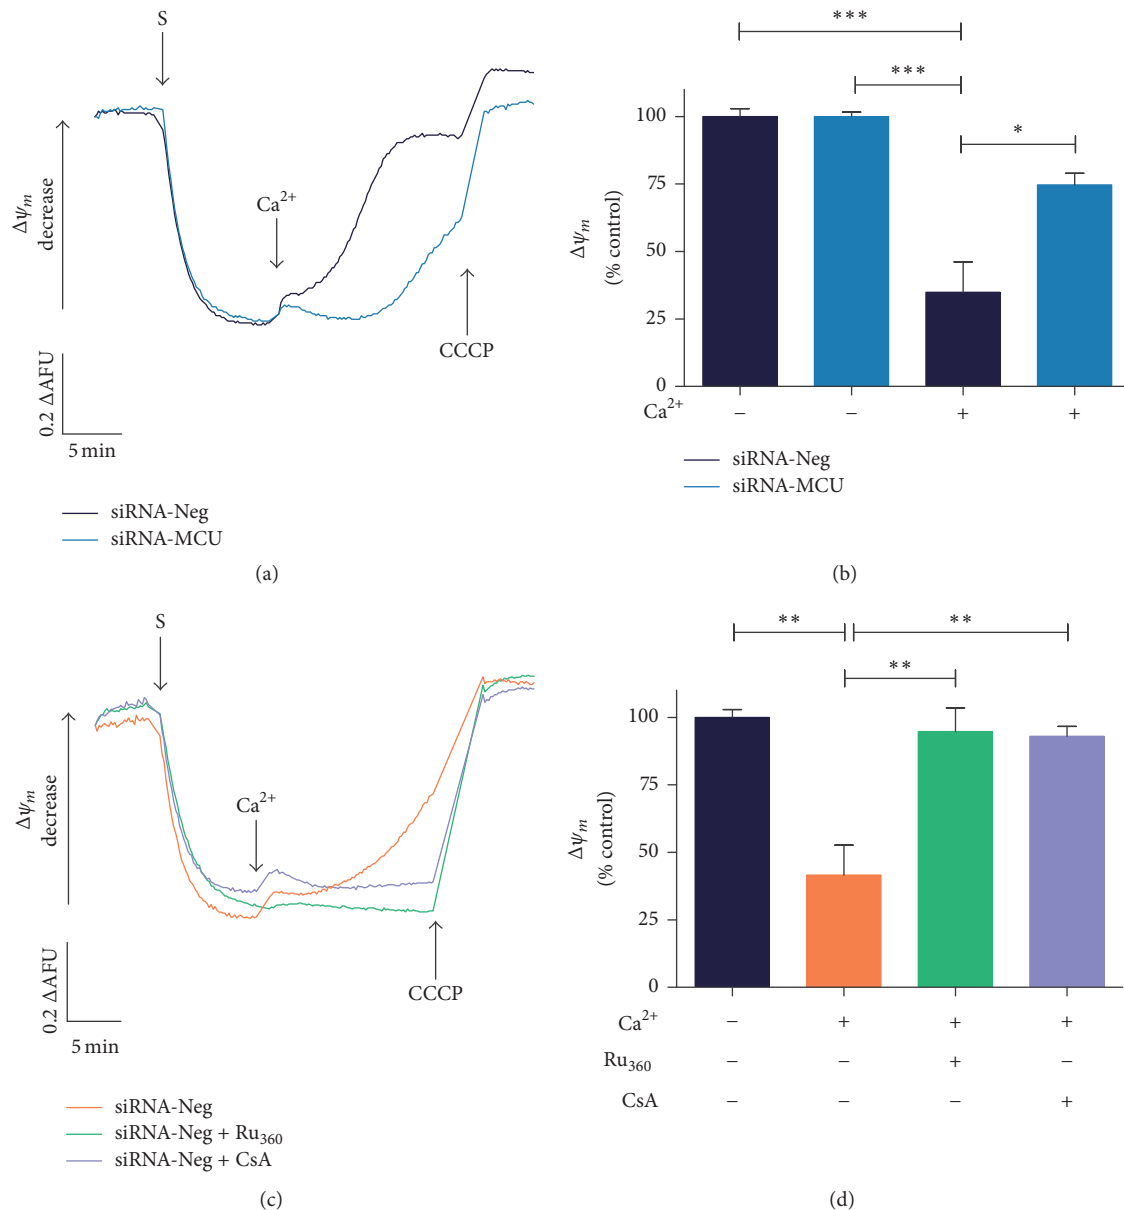 S
Ca²⁺
Δψₘ
decrease
CCCP
0.2 ΔAFU
5 min
siRNA-Neg
siRNA-MCU
(a)
***
***
*
100
75
50
25
0
Δψₘ
(% control)
Ca²⁺ − − + +
siRNA-Neg
siRNA-MCU
(b)
S
Ca²⁺
Δψₘ
decrease
CCCP
0.2 ΔAFU
5 min
siRNA-Neg
siRNA-Neg + Ru₃₆₀
siRNA-Neg + CsA
(c)
** **
**
100
75
50
25
0
Δψₘ
(% control)
Ca²⁺ − + + +
Ru₃₆₀ − − + −
CsA − − − +
(d)